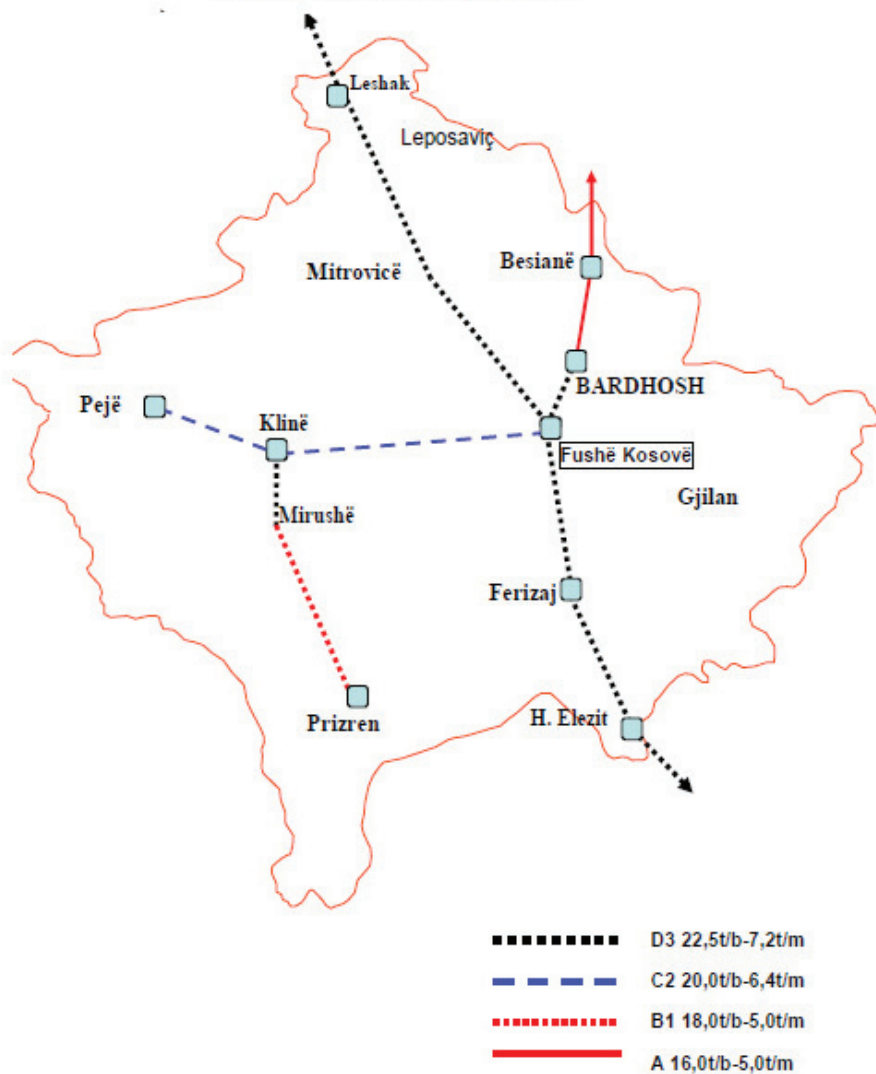 Leshak
Leposaviç
Besianë
Mitrovicë
BARDHOSH
Pejë
Klinë
Fushë Kosovë
Gjilan
Mirushë
Ferizaj
Prizren
H. Elezit
D3 22,5t/b-7,2t/m
C2 20,0t/b-6,4t/m
B1 18,0t/b-5,0t/m
A 16,0t/b-5,0t/m